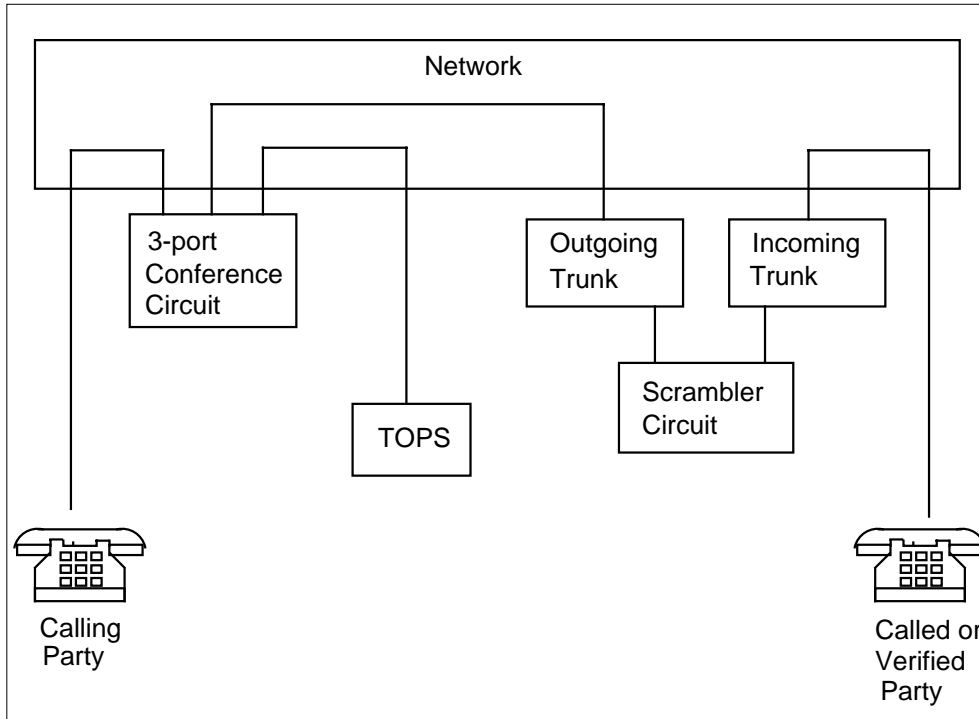 Network
3-port
Conference
Circuit
Outgoing
Trunk
Incoming
Trunk
Scrambler
Circuit
TOPS
Calling
Party
Called or
Verified
Party